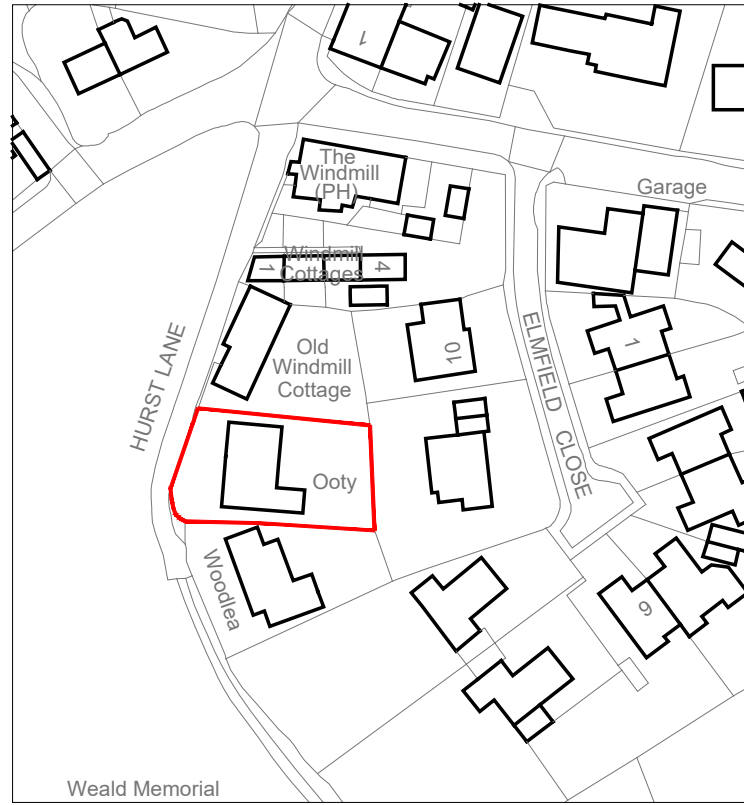 1
The
Windmill
(PH)
Garage
1 Windmill 4
Cottages
HURST LANE
ELMFIELD CLOSE
10
1
Old
Windmill
Cottage
Ooty
Woodlea
9
Weald Memorial